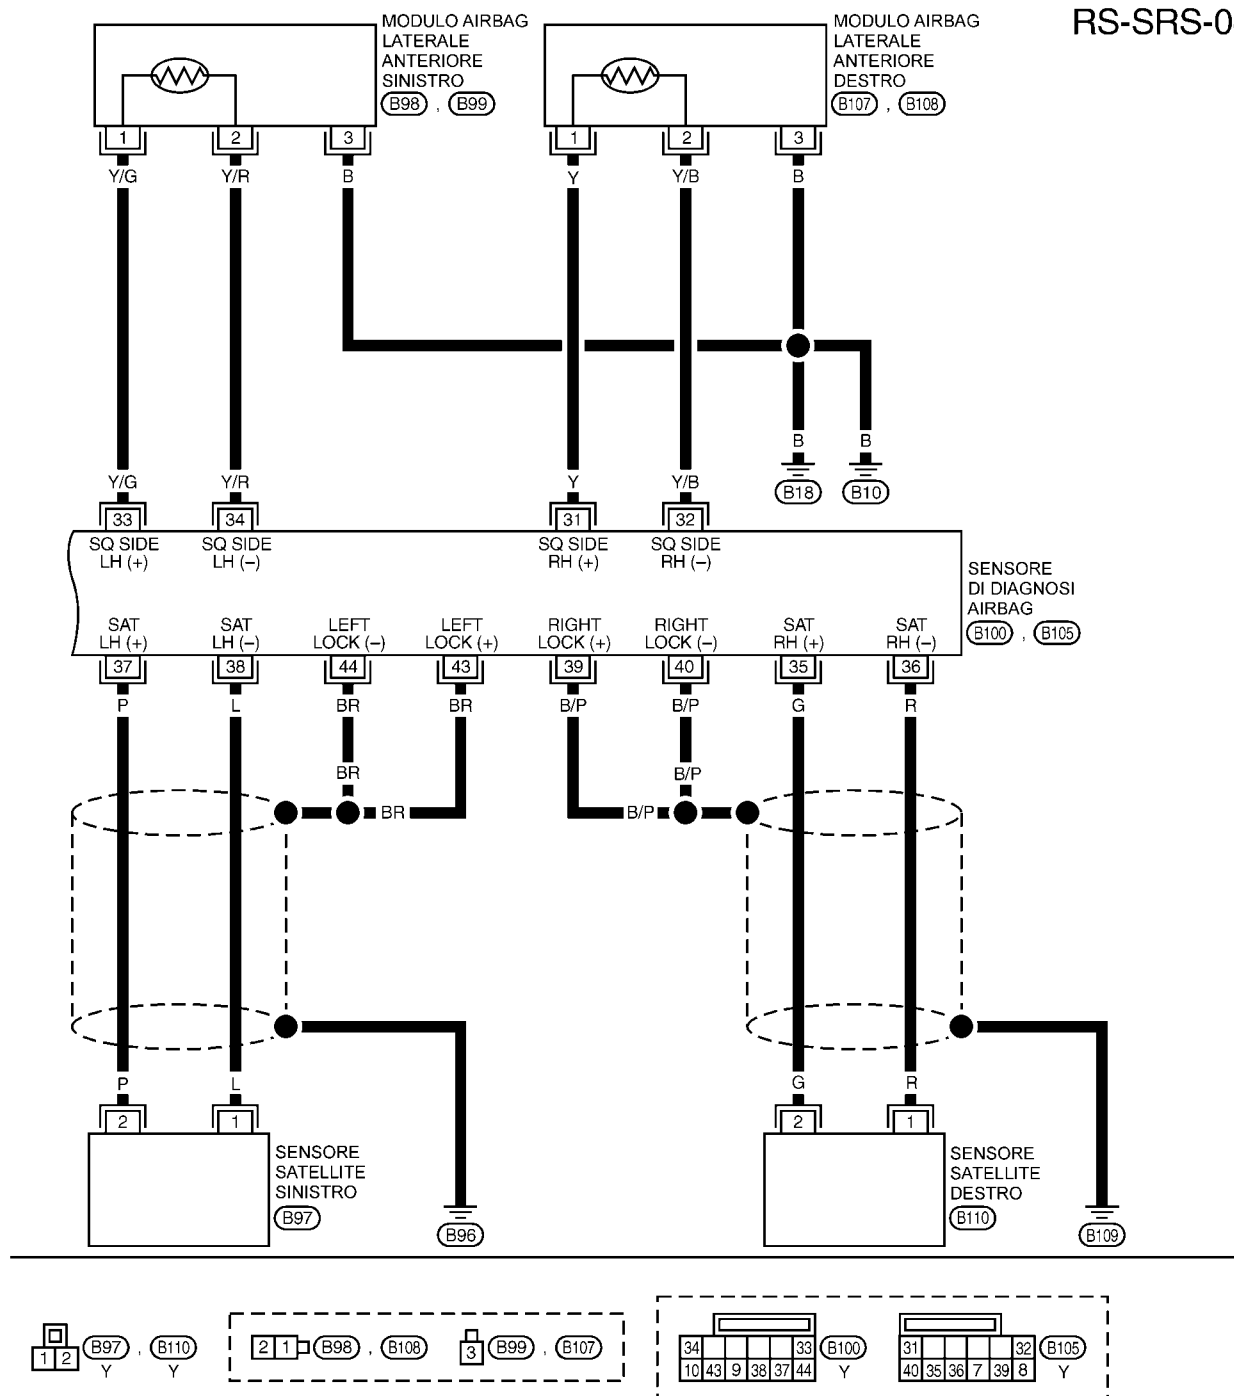 RS-SRS-0
MODULO AIRBAG
LATERALE
ANTERIORE
SINISTRO
B98 , B99
MODULO AIRBAG
LATERALE
ANTERIORE
DESTRO
B107 , B108
1 2 3 1 2 3
Y/G Y/R B Y Y/B B
B B
Y/G Y/R Y Y/B
B18 B10
33 34 31 32
SQ SIDE SQ SIDE SQ SIDE SQ SIDE
LH (+) LH (–) RH (+) RH (–)
SENSORE
DI DIAGNOSI
AIRBAG
B100 , B105
SAT SAT LEFT LEFT RIGHT RIGHT SAT SAT
LH (+) LH (–) LOCK (–) LOCK (+) LOCK (+) LOCK (–) RH (+) RH (–)
37 38 44 43 39 40 35 36
P L BR BR B/P B/P G R
BR B/P
BR B/P
P L G R
2 1 2 1
SENSORE
SATELLITE
SINISTRO
B97
B96
SENSORE
SATELLITE
DESTRO
B110
B109
1 2 B97 , B110
Y Y
2 1 B98 , B108
3 B99 , B107
34 33 B100
10 43 9 38 37 44 Y
31 32 B105
40 35 36 7 39 8 Y